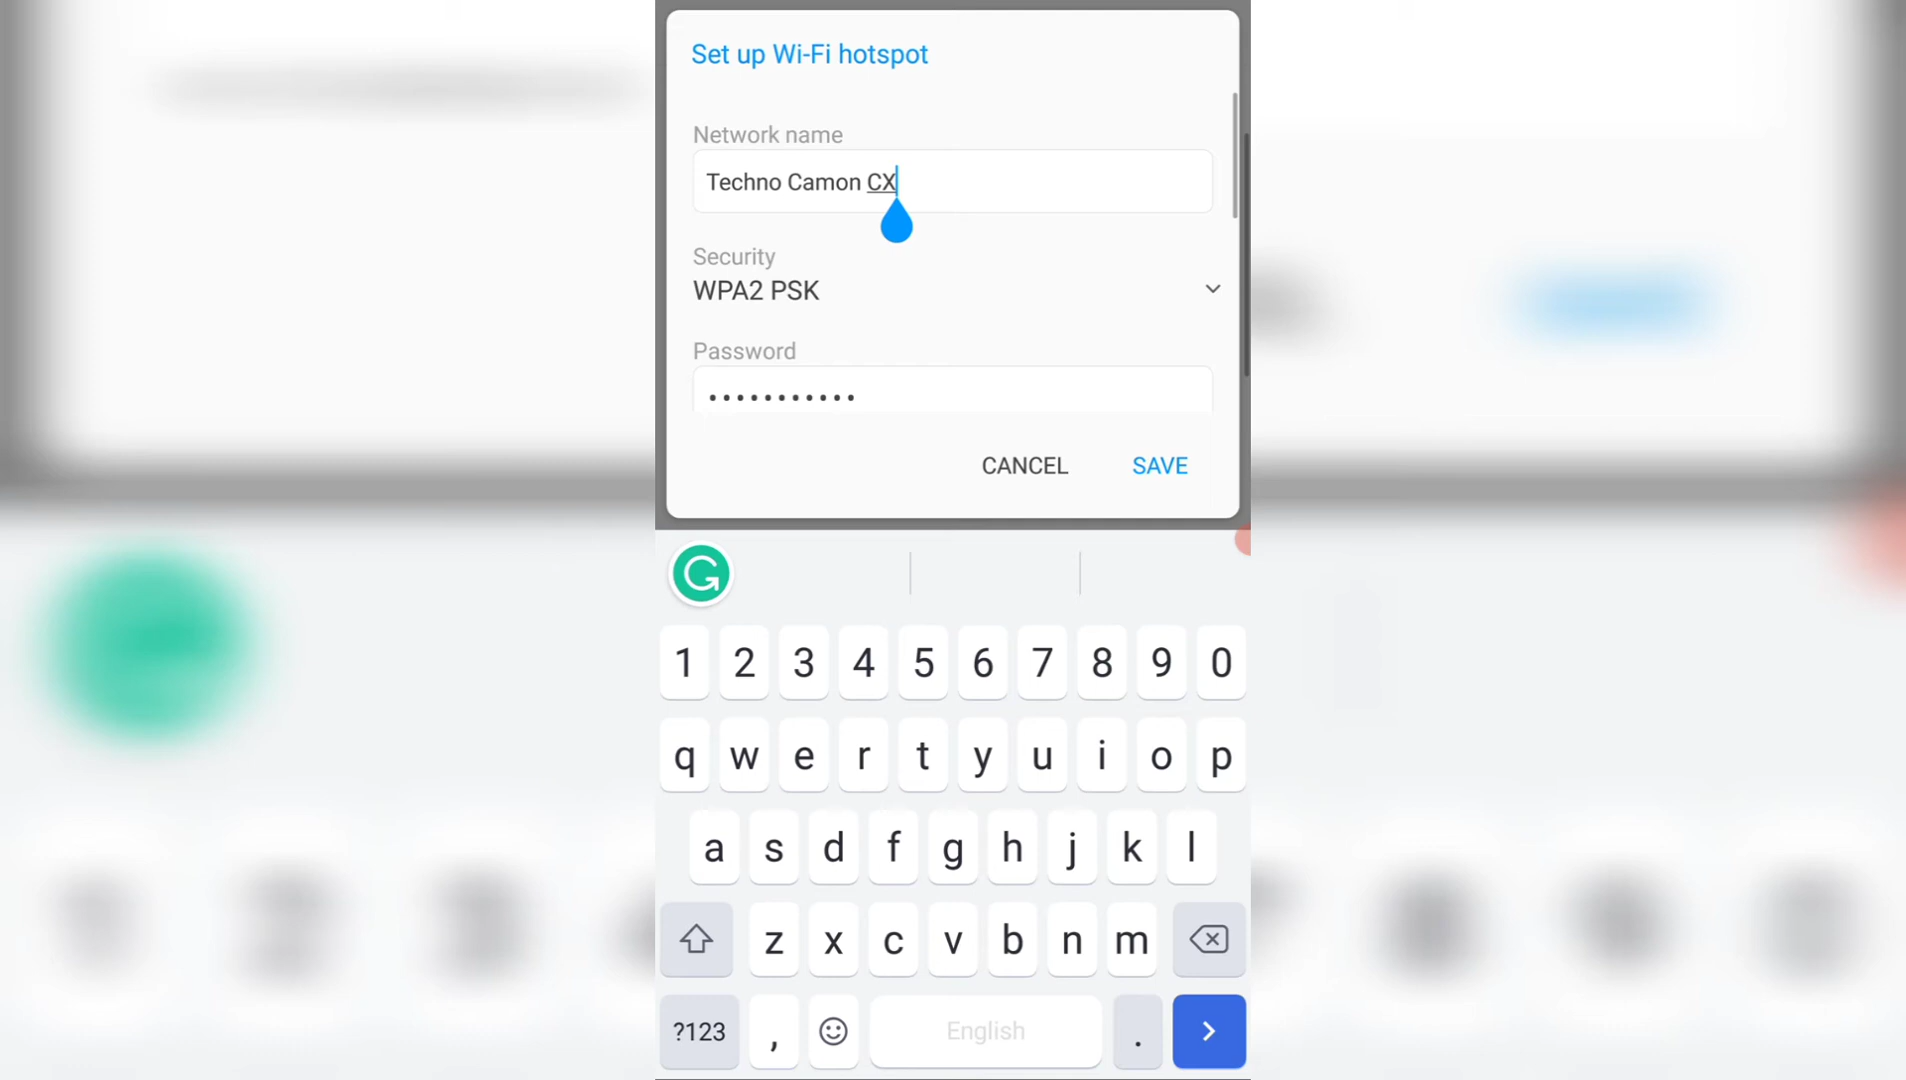 Set up Wi-Fi hotspot
Network name
Techno Camon CX
Security
WPA2 PSK
Password
•••••••••••
CANCEL SAVE
1 2 3 4 5 6 7 8 9 0
q w e r t y u i o p
a s d f g h j k l
z x c v b n m
?123 , English .